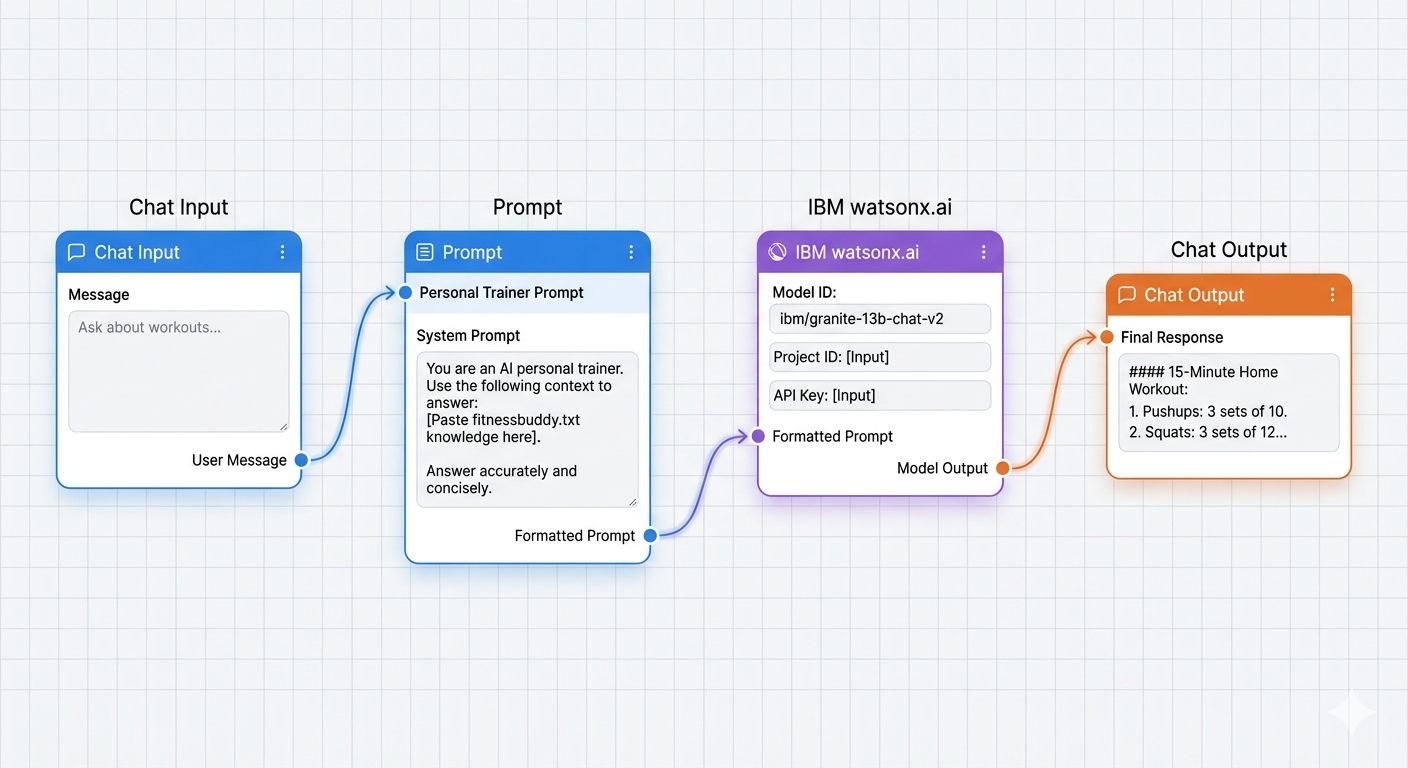 Chat Input
Chat Input
Message
Ask about workouts...
User Message
Prompt
Prompt
Personal Trainer Prompt
System Prompt
You are an AI personal trainer.
Use the following context to
answer:
[Paste fitnessbuddy.txt
knowledge here].
Answer accurately and
concisely.
Formatted Prompt
IBM watsonx.ai
IBM watsonx.ai
Model ID:
ibm/granite-13b-chat-v2
Project ID: [Input]
API Key: [Input]
Formatted Prompt
Model Output
Chat Output
Chat Output
Final Response
#### 15-Minute Home
Workout:
1. Pushups: 3 sets of 10.
2. Squats: 3 sets of 12...